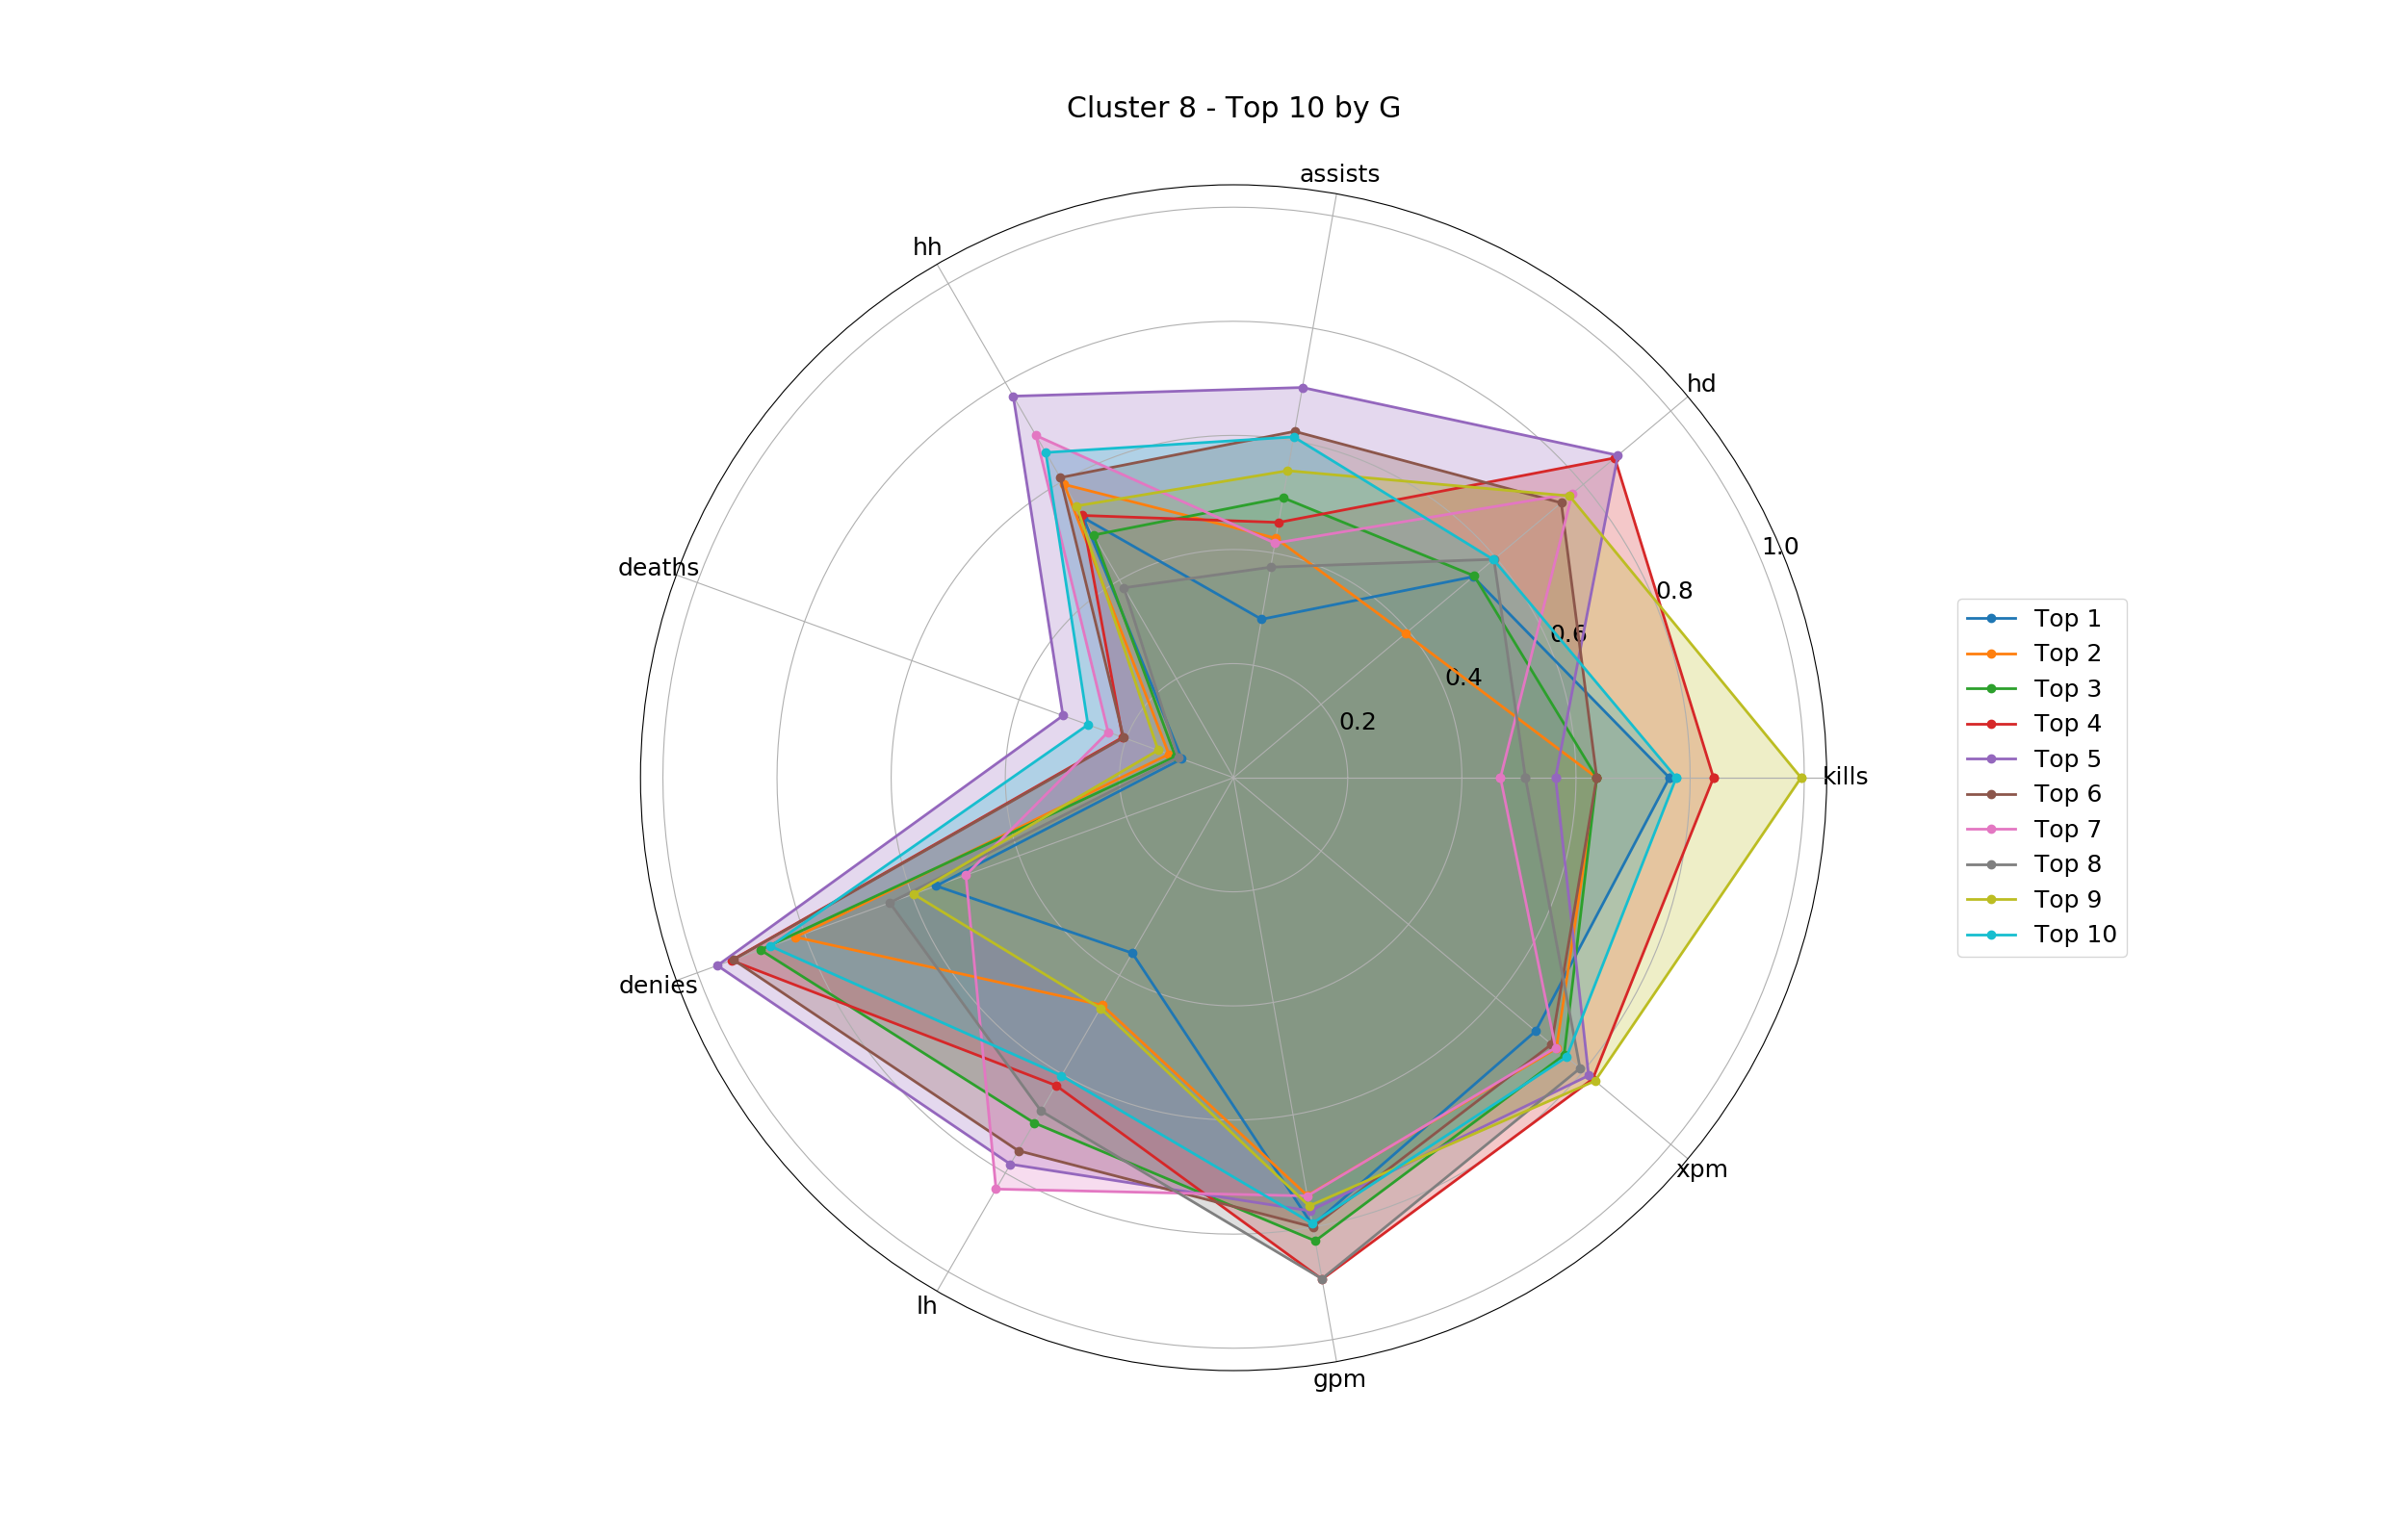 Cluster 8 - Top 10 by G
assists
hh
hd
deaths
1.0
0.8
0.6
0.4
0.2
kills
denies
xpm
lh
gpm
Top 1
Top 2
Top 3
Top 4
Top 5
Top 6
Top 7
Top 8
Top 9
Top 10